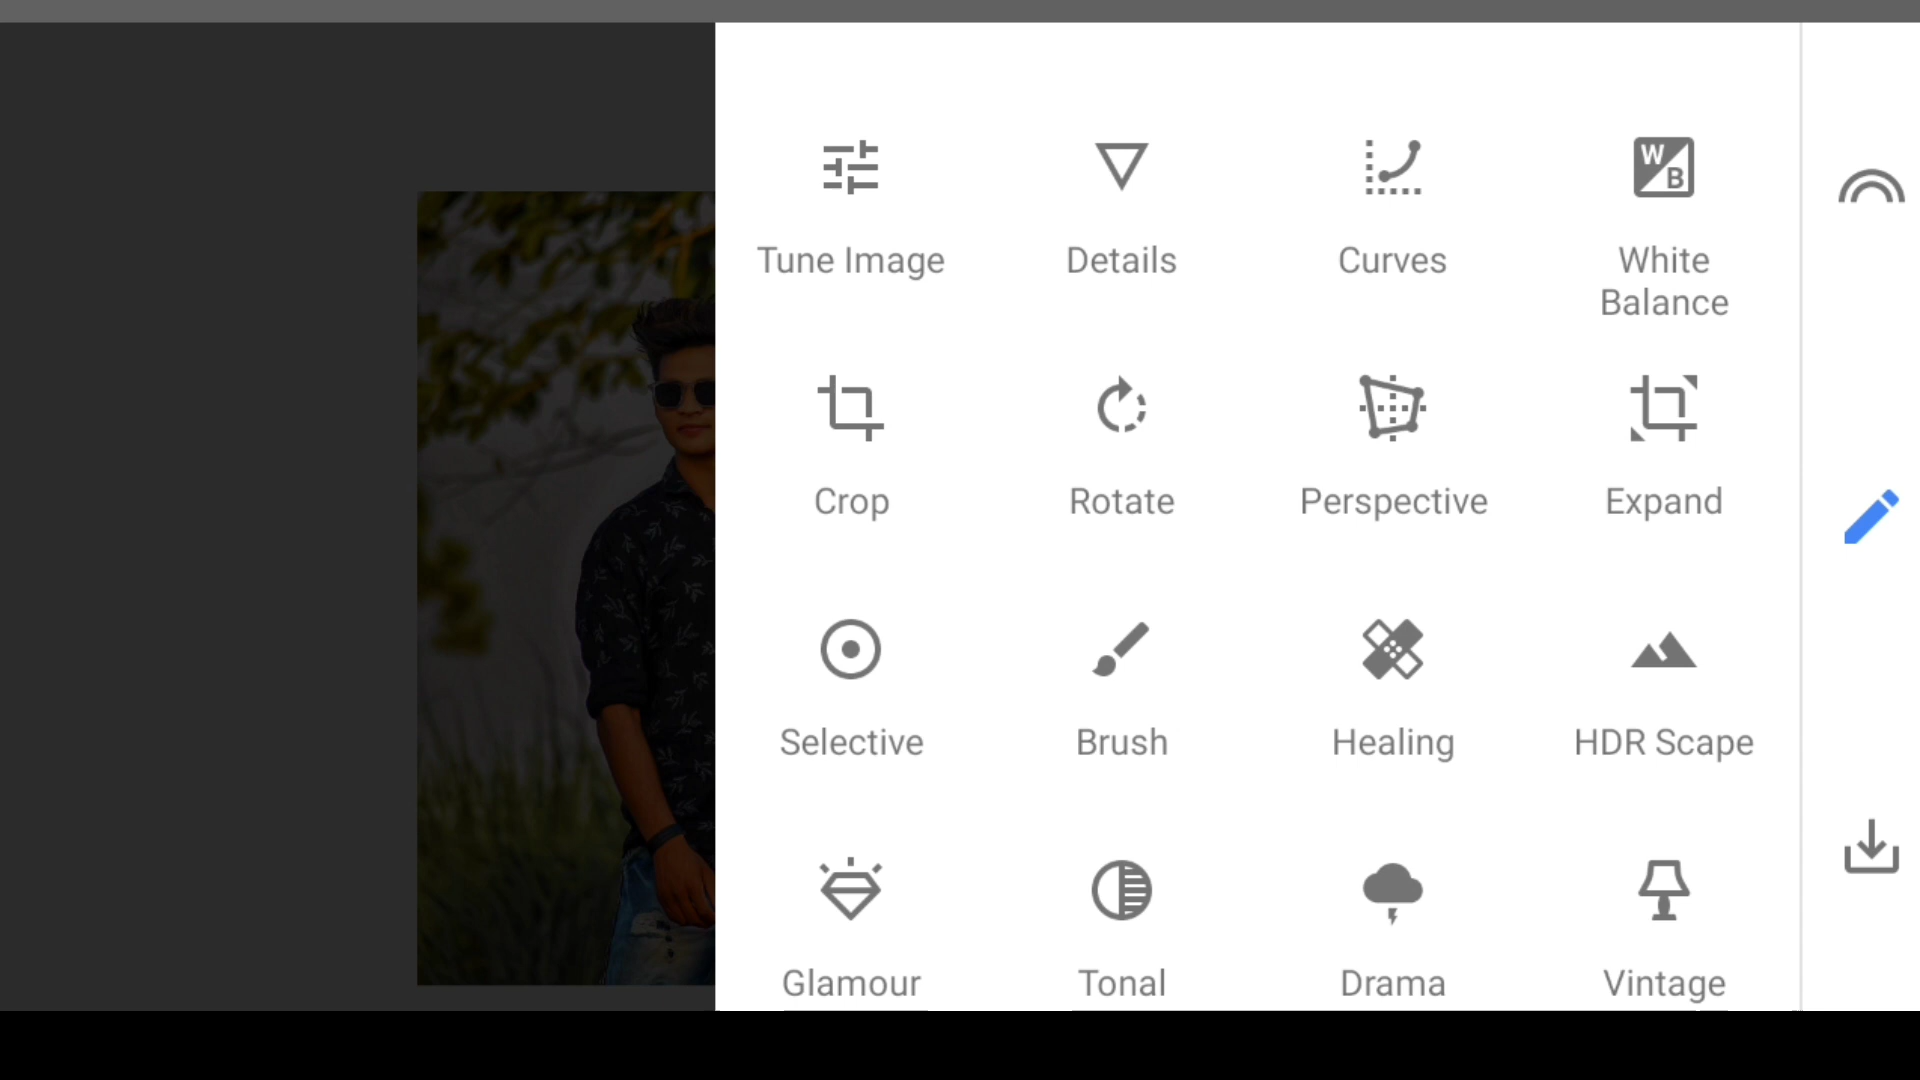 Tune Image
Details
Curves
White
Balance
Crop
Rotate
Perspective
Expand
Selective
Brush
Healing
HDR Scape
Glamour
Tonal
Drama
Vintage
W
B